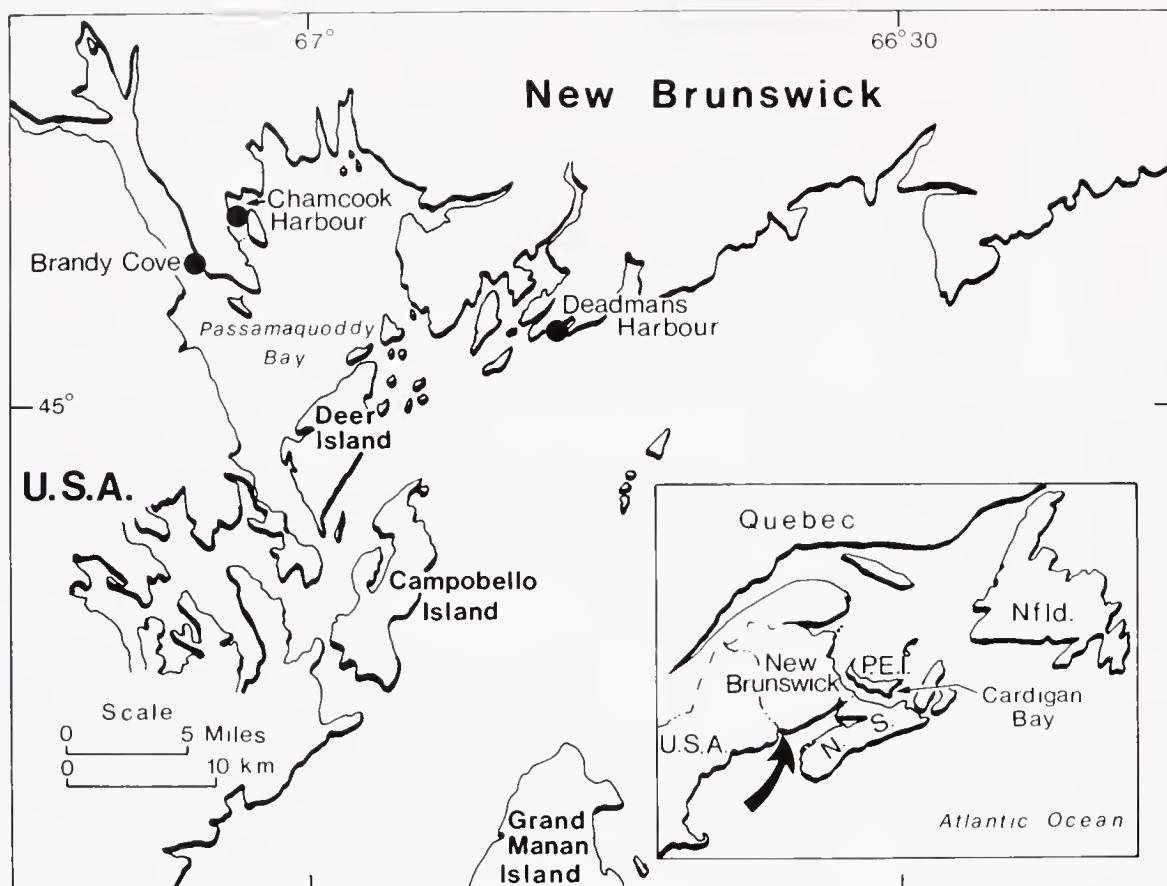 67°
66° 30
New Brunswick
Chamcook
Harbour
Brandy Cove
Deadmans
Harbour
Passamaquoddy
Bay
45°
Deer
Island
U.S.A.
Campobello
Island
Scale
0 5 Miles
0 10 km
Grand
Manan
Island
Quebec
Nfld.
New
Brunswick
P.E.I.
Cardigan
Bay
U.S.A.
N. S.
Atlantic Ocean